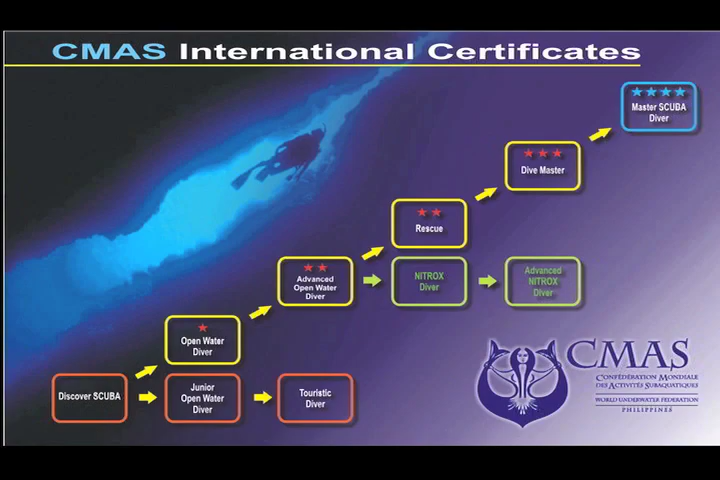 CMAS International Certificates
Master SCUBA
Diver
Dive Master
Rescue
Advanced
Open Water
Diver
NITROX
Diver
Advanced
NITROX
Diver
Open Water
Diver
Discover SCUBA
Junior
Open Water
Diver
Touristic
Diver
CMAS
CONFÉDÉRATION MONDIALE
DES ACTIVITÉS SUBAQUATIQUES
WORLD UNDERWATER FEDERATION
PHILIPPINES